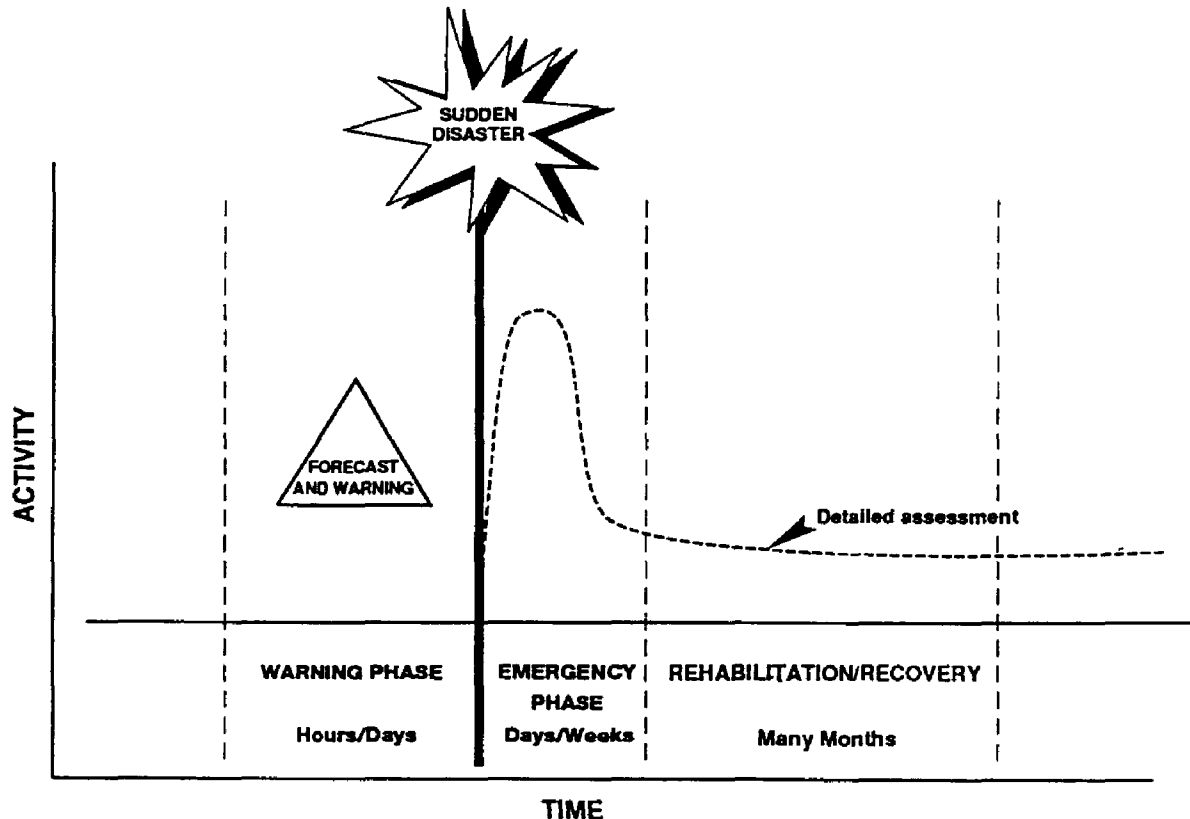 SUDDEN
DISASTER
ACTIVITY
FORECAST
AND WARNING
Detailed assessment
WARNING PHASE
Hours/Days
EMERGENCY
PHASE
Days/Weeks
REHABILITATION/RECOVERY
Many Months
TIME